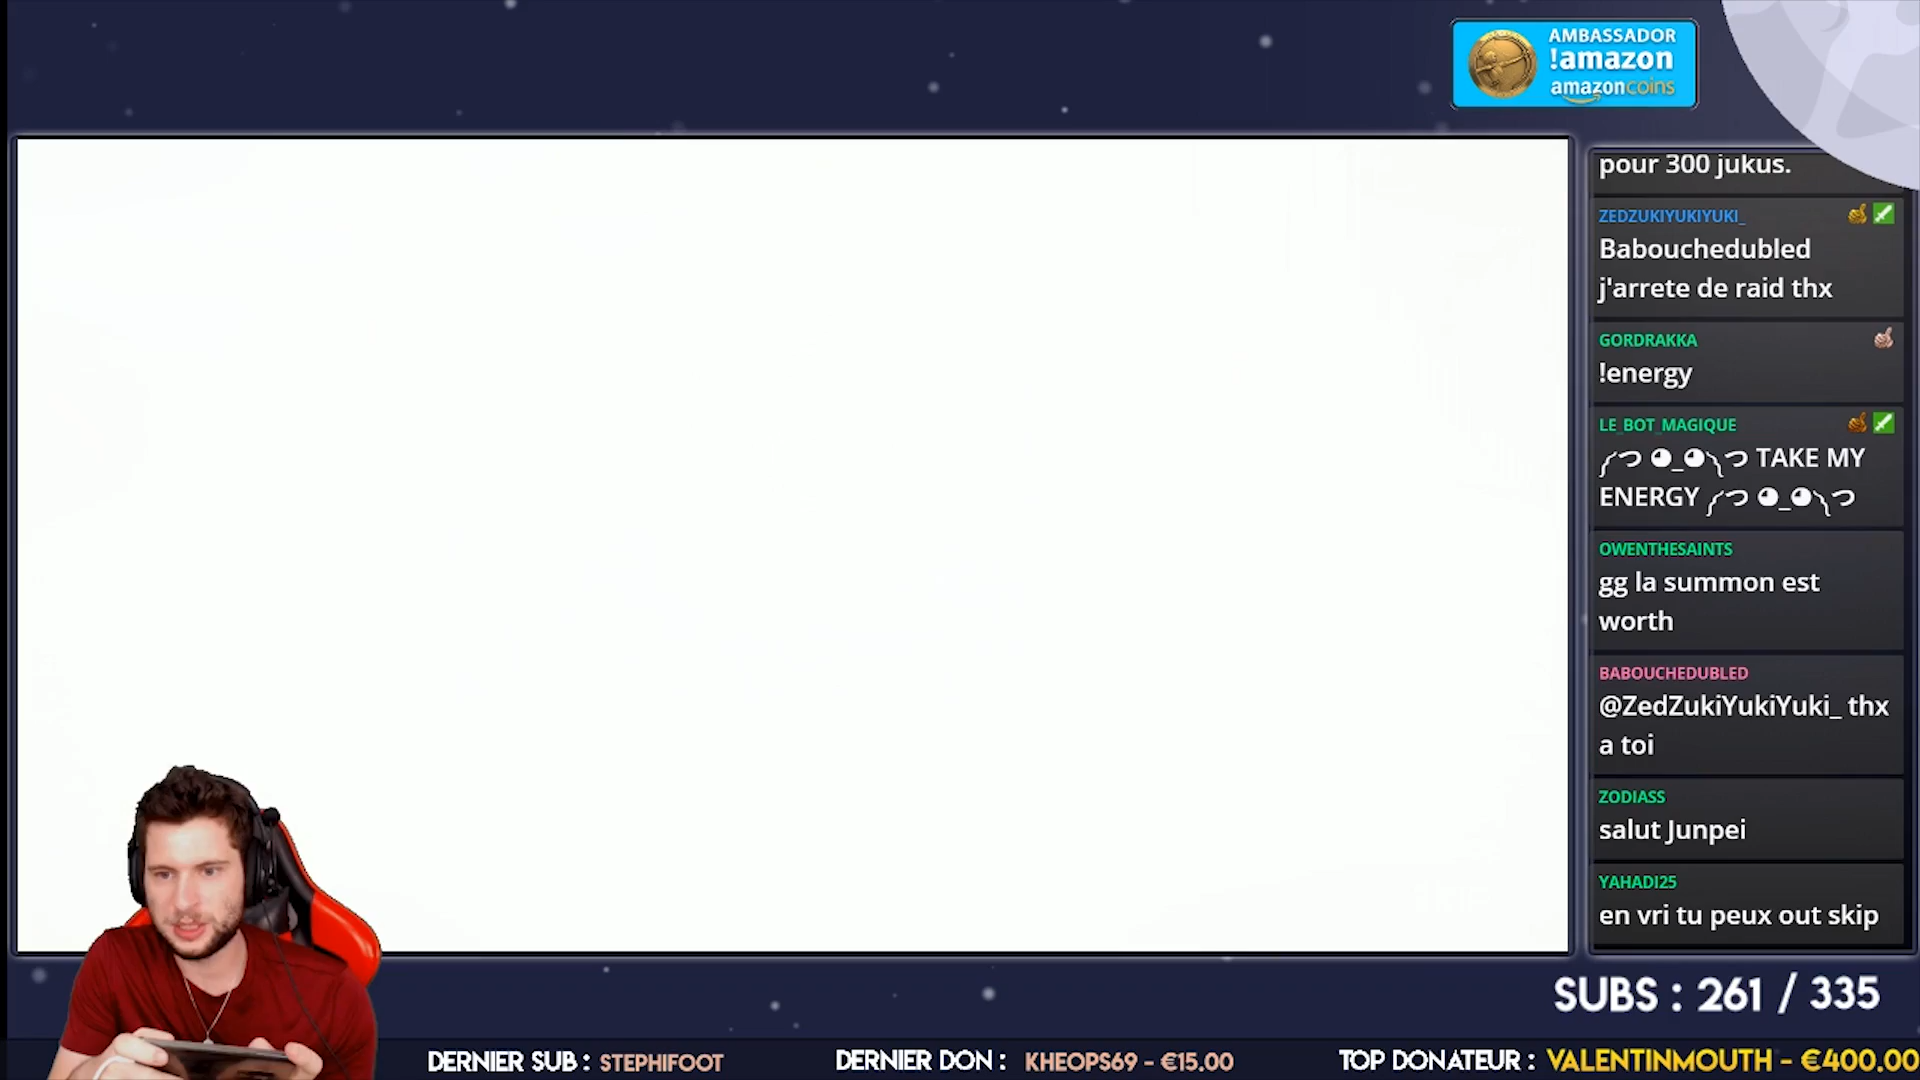 AMBASSADOR
!amazon
amazoncoins
pour 300 jukus.
ZEDZUKIYUKIYUKI_
Babouchedubled
j'arrete de raid thx
GORDRAKKA
!energy
LE_BOT_MAGIQUE
༼つ ◕_◕༽つ TAKE MY
ENERGY ༼つ ◕_◕༽つ
OWENTHESAINTS
gg la summon est
worth
BABOUCHEDUBLED
@ZedZukiYukiYuki_ thx
a toi
ZODIASS
salut Junpei
YAHADI25
en vri tu peux out skip
SUBS : 261 / 335
DERNIER SUB : STEPHIFOOT
DERNIER DON : KHEOPS69 - €15.00
TOP DONATEUR : VALENTINMOUTH - €400.00